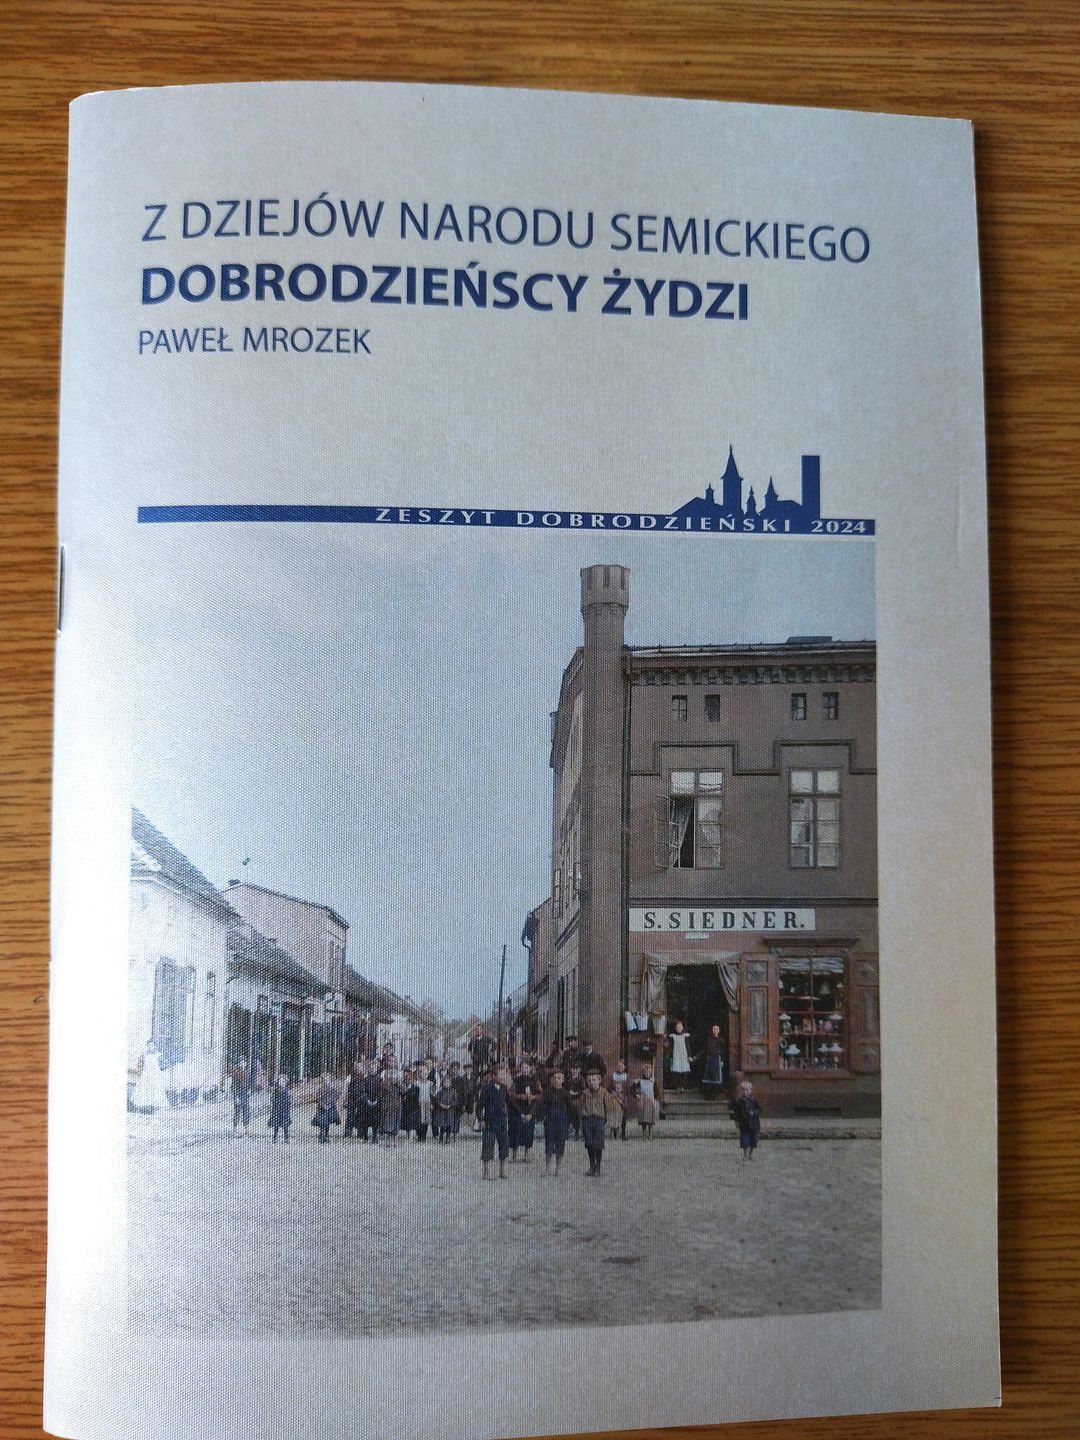 Z DZIEJÓW NARODU SEMICKIEGO
DOBRODZIEŃSCY ŻYDZI
PAWEŁ MROZEK
ZESZYT DOBRODZIEŃSKI 2024
S. SIEDNER.